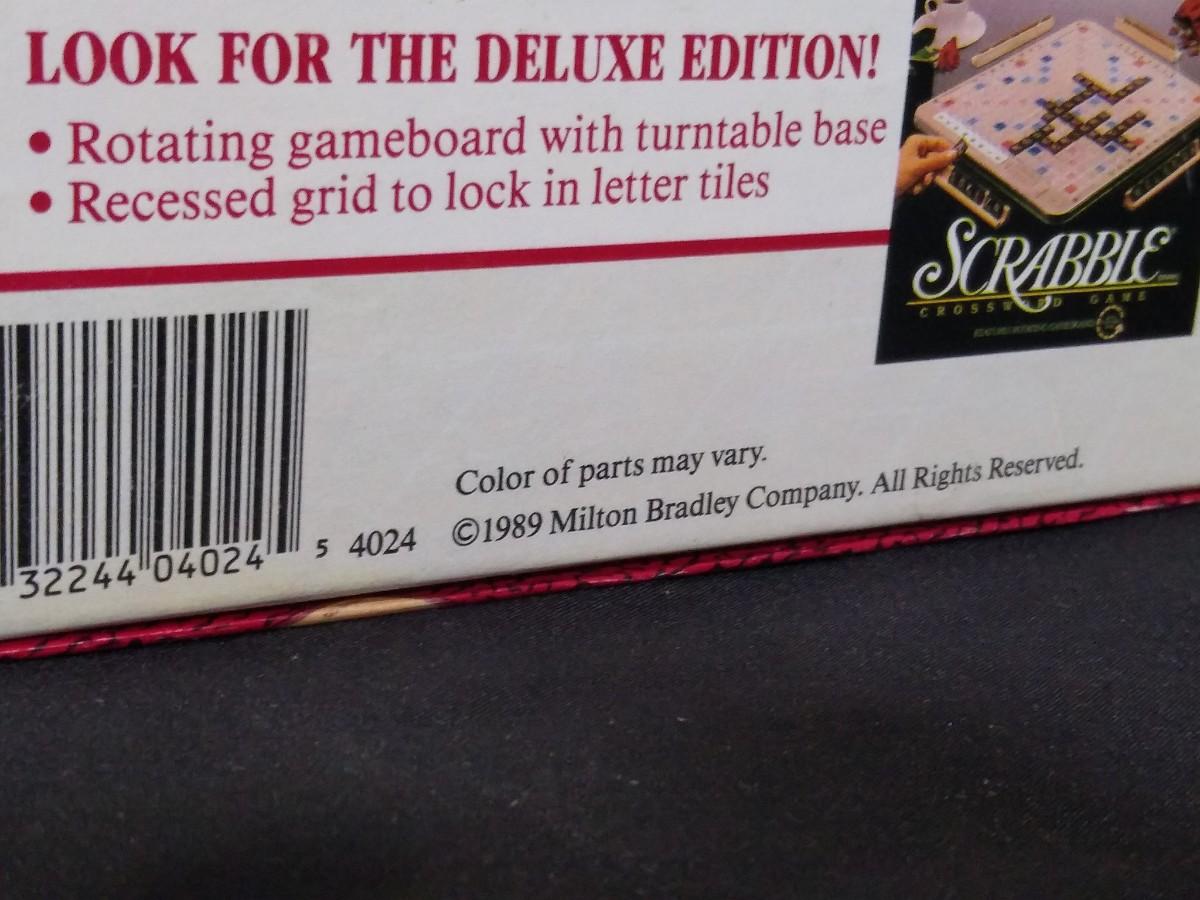 LOOK FOR THE DELUXE EDITION!
• Rotating gameboard with turntable base
• Recessed grid to lock in letter tiles
SCRABBLE
CROSSWORD GAME
Color of parts may vary.
©1989 Milton Bradley Company. All Rights Reserved.
32244 04024 5 4024